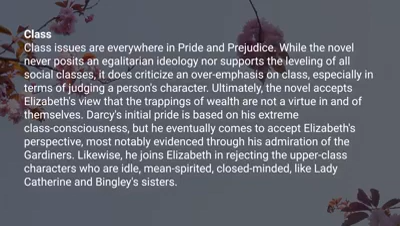 Class
Class issues are everywhere in Pride and Prejudice. While the novel
never posits an egalitarian ideology nor supports the leveling of all
social classes, it does criticize an over-emphasis on class, especially in
terms of judging a person's character. Ultimately, the novel accepts
Elizabeth's view that the trappings of wealth are not a virtue in and of
themselves. Darcy's initial pride is based on his extreme
class-consciousness, but he eventually comes to accept Elizabeth's
perspective, most notably evidenced through his admiration of the
Gardiners. Likewise, he joins Elizabeth in rejecting the upper-class
characters who are idle, mean-spirited, closed-minded, like Lady
Catherine and Bingley's sisters.